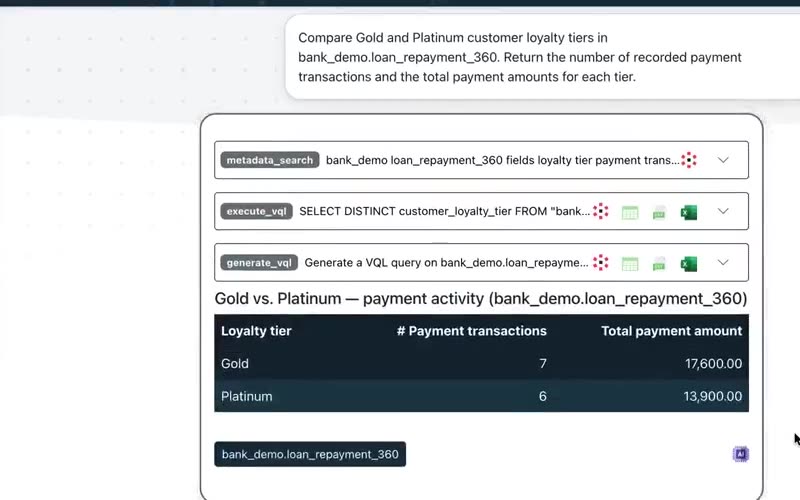 Compare Gold and Platinum customer loyalty tiers in
bank_demo.loan_repayment_360. Return the number of recorded payment
transactions and the total payment amounts for each tier.
metadata_search bank_demo loan_repayment_360 fields loyalty tier payment trans...
execute_vql SELECT DISTINCT customer_loyalty_tier FROM "bank...
generate_vql Generate a VQL query on bank_demo.loan_repayme...
Gold vs. Platinum — payment activity (bank_demo.loan_repayment_360)
Loyalty tier # Payment transactions Total payment amount
Gold 7 17,600.00
Platinum 6 13,900.00
bank_demo.loan_repayment_360 AI